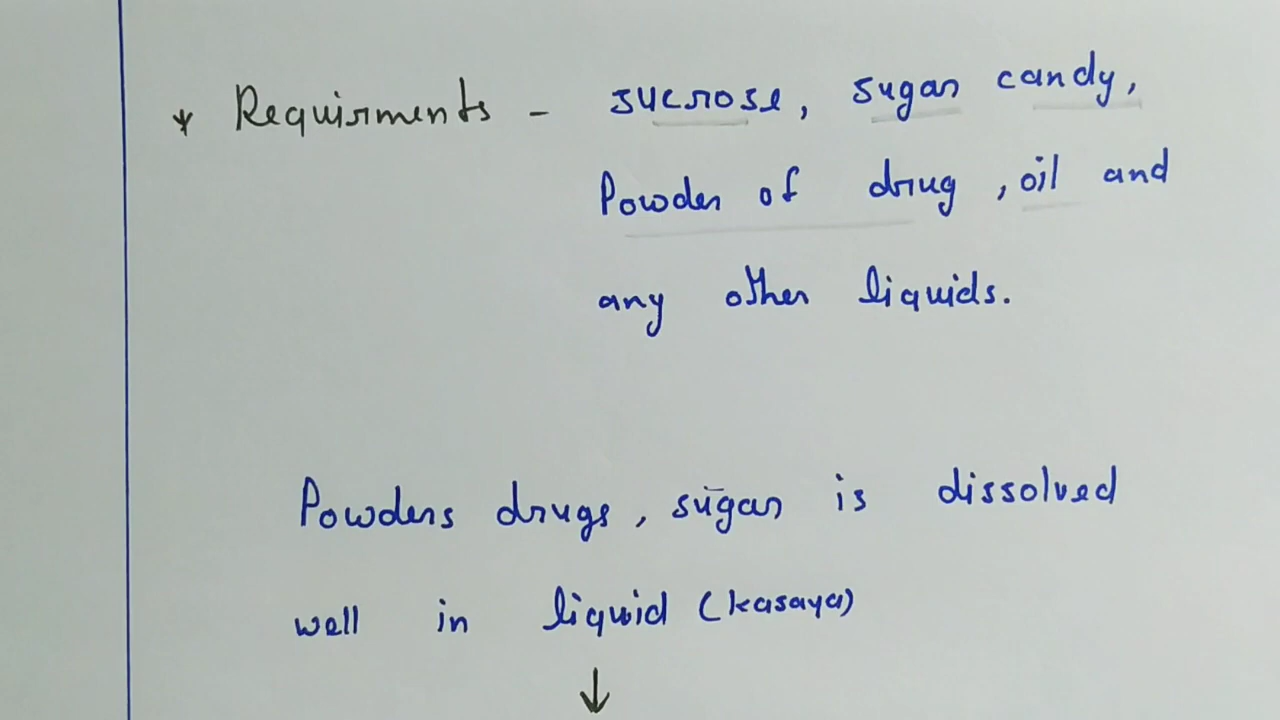 * Requirments - sucrose, sugar candy,
Powder of drug, oil and
any other liquids.
Powders drugs, sugar is dissolved
well in liquid (kasaya)
↓